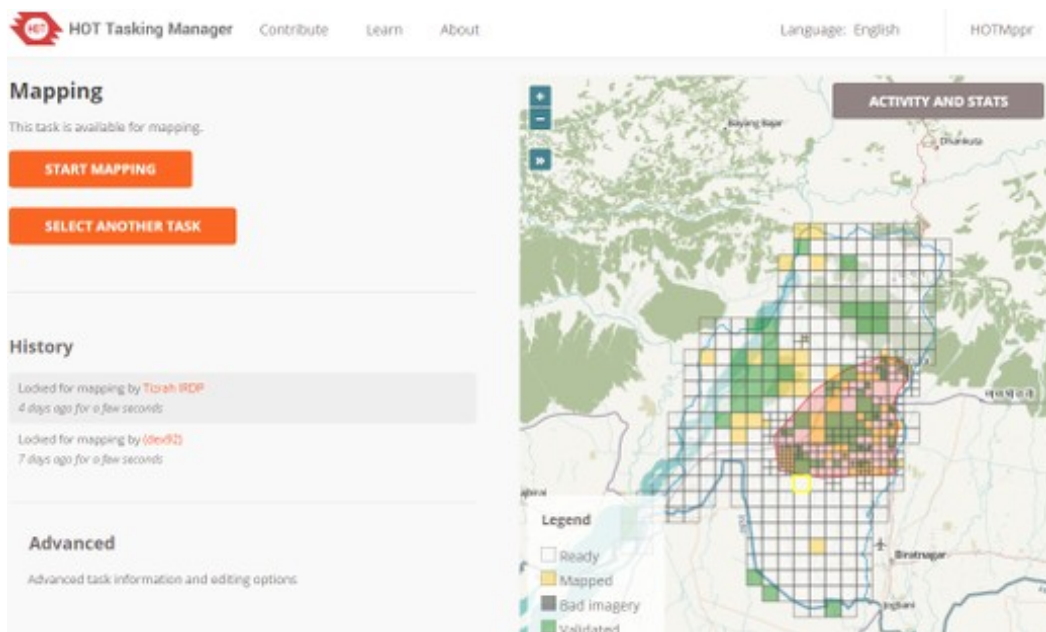 HOT
HOT Tasking Manager
Contribute
Learn
About
Language: English
HOTMppr
Mapping
This task is available for mapping.
START MAPPING
SELECT ANOTHER TASK
History
Locked for mapping by Tizrah IRDP
4 days ago for a few seconds
Locked for mapping by (dev92)
7 days ago for a few seconds
Advanced
Advanced task information and editing options
+
−
»
ACTIVITY AND STATS
Dhankuta
Biratnagar
Jogbani
Legend
Ready
Mapped
Bad imagery
Validated